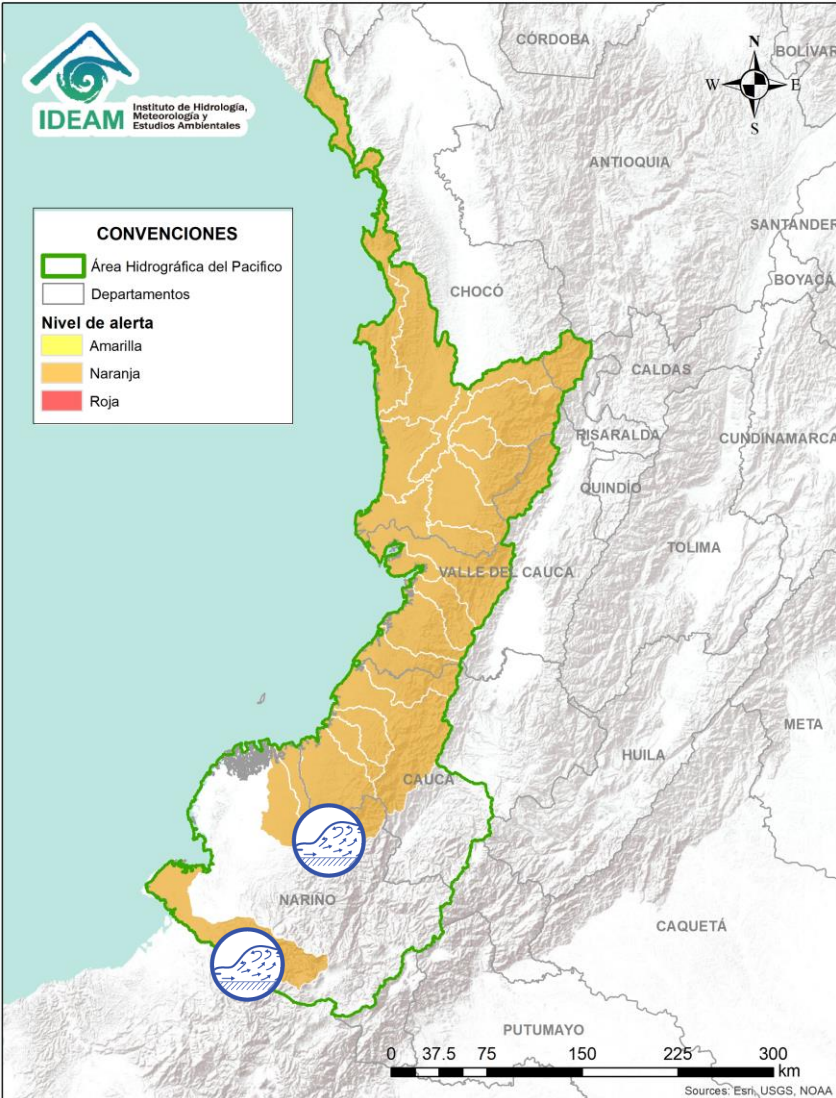 IDEAM
Instituto de Hidrología,
Meteorología y
Estudios Ambientales
N
W
E
S
CONVENCIONES
Área Hidrográfica del Pacifico
Departamentos
Nivel de alerta
Amarilla
Naranja
Roja
CÓRDOBA
BOLÍVAR
ANTIOQUIA
SANTANDER
BOYACÁ
CHOCÓ
CALDAS
RISARALDA
CUNDINAMARCA
QUINDÍO
TOLIMA
VALLE DEL CAUCA
META
HUILA
CAUCA
NARIÑO
CAQUETÁ
PUTUMAYO
0 37.5 75 150 225 300
km
Sources: Esri, USGS, NOAA